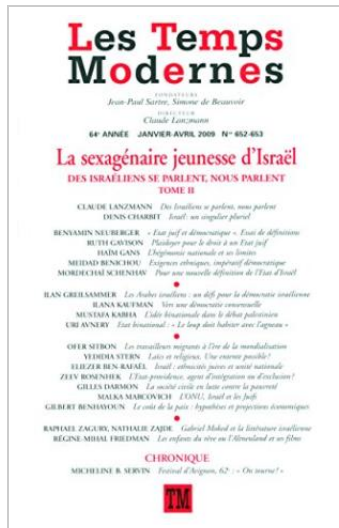 Les Temps
Modernes
FONDATEURS
Jean-Paul Sartre, Simone de Beauvoir
DIRECTEUR
Claude Lanzmann
64e ANNÉE JANVIER-AVRIL 2009 Nos 652-653
La sexagénaire jeunesse d'Israël
DES ISRAÉLIENS SE PARLENT, NOUS PARLENT
TOME II
CLAUDE LANZMANN Des Israéliens se parlent, nous parlent
DENIS CHARBIT Israël: un singulier pluriel
BENYAMIN NEUBERGER « Etat juif et démocratique ». Essai de définitions
RUTH GAVISON Plaidoyer pour le droit à un Etat juif
HAÏM GANS L'hégémonie nationale et ses limites
MEIDAD BENICHOU Exigences ethniques, impératif démocratique
MORDECHAÏ SCHENHAV Pour une nouvelle définition de l'Etat d'Israël
ILAN GREILSAMMER Les Arabes israéliens : un défi pour la démocratie israélienne
ILANA KAUFMAN Vers une démocratie consensuelle
MUSTAFA KABHA L'idée binationale dans le débat palestinien
URI AVNERY Etat binational : « Le loup doit habiter avec l'agneau »
OFER SITBON Les travailleurs migrants à l'ère de la mondialisation
YEDIDIA STERN Laïcs et religieux. Une entente possible?
ELIEZER BEN-RAFAËL Israël : ethnicités juives et unité nationale
ZEEV ROSENHEK L'Etat-providence, agent d'intégration ou d'exclusion?
GILLES DARMON La société civile en lutte contre la pauvreté
MALKA MARCOVICH L'ONU, Israël et les Juifs
GILBERT BENHAYOUN Le coût de la paix : hypothèses et projections économiques
RAPHAEL ZAGURY, NATHALIE ZAJDE Gabriel Moked et la littérature israélienne
RÉGINE-MIHAL FRIEDMAN Les enfants du rêve ou l'Altneuland et ses films
CHRONIQUE
MICHELINE B. SERVIN Festival d'Avignon, 62e : « On tourne! »
TM